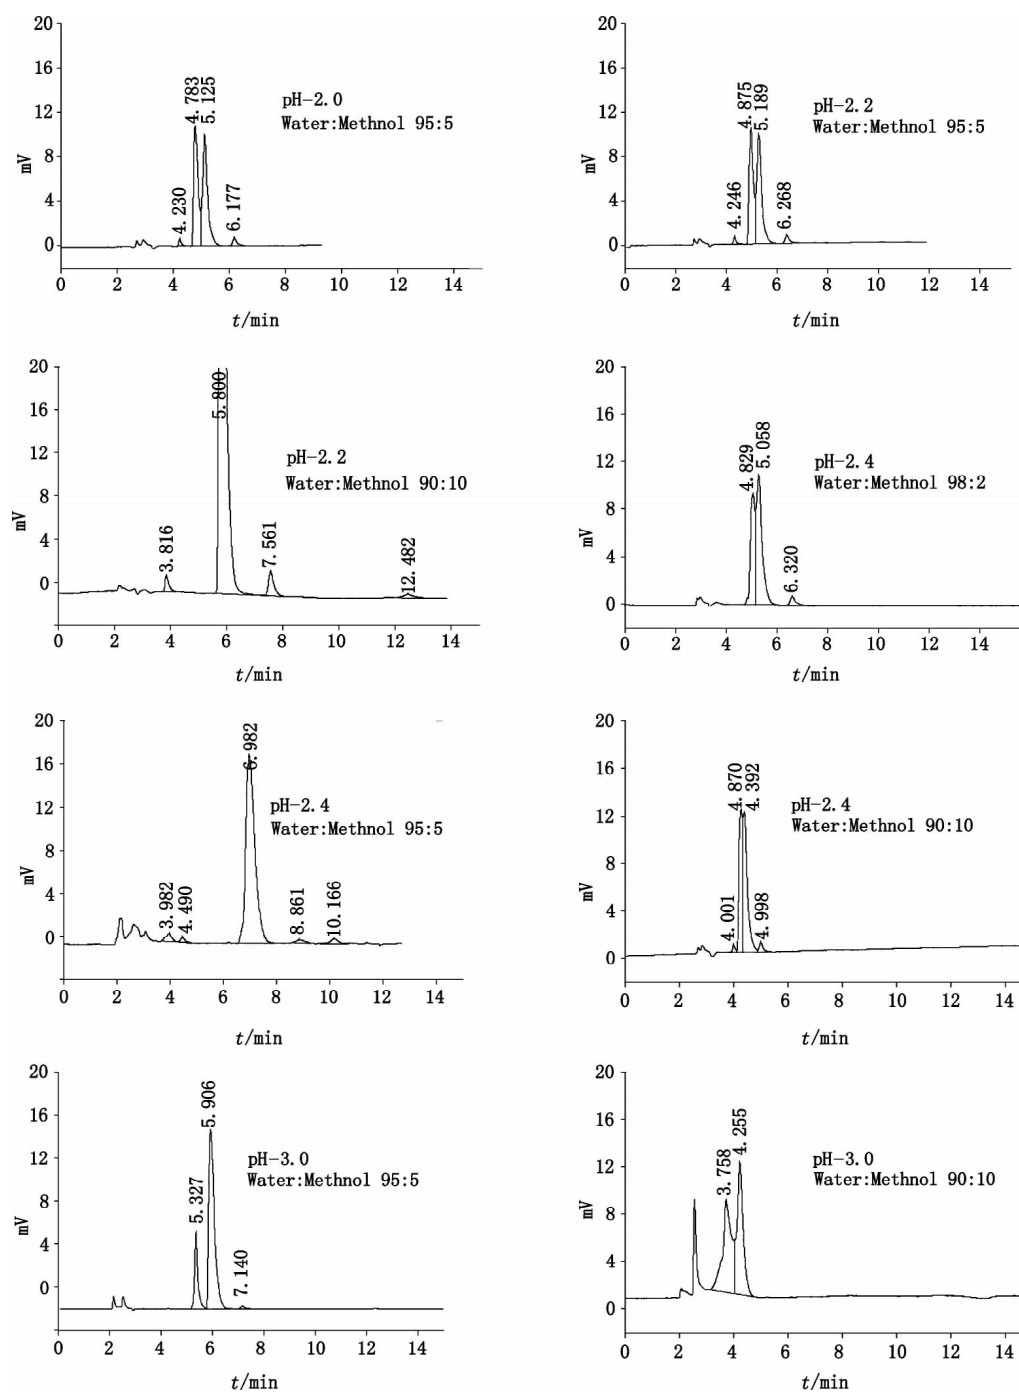 20
16
12
8
4
0
mV
4.230
4.783
5.125
6.177
pH-2.0
Water:Methnol 95:5
0 2 4 6 8 10 12 14
t/min
20
16
12
8
4
0
mV
4.246
4.875
5.189
6.268
pH-2.2
Water:Methnol 95:5
0 2 4 6 8 10 12 14
t/min
20
16
12
8
4
0
mV
3.816
5.800
7.561
12.482
pH-2.2
Water:Methnol 90:10
0 2 4 6 8 10 12 14
t/min
20
16
12
8
4
0
mV
4.829
5.058
6.320
pH-2.4
Water:Methnol 98:2
0 2 4 6 8 10 12 14
t/min
20
16
12
8
4
0
mV
3.982
4.490
6.982
8.861
10.166
pH-2.4
Water:Methnol 95:5
0 2 4 6 8 10 12 14
t/min
20
16
12
8
4
0
mV
4.001
4.870
4.392
4.998
pH-2.4
Water:Methnol 90:10
0 2 4 6 8 10 12 14
t/min
20
16
12
8
4
0
mV
5.327
5.906
7.140
pH-3.0
Water:Methnol 95:5
0 2 4 6 8 10 12 14
t/min
20
16
12
8
4
0
mV
3.758
4.255
pH-3.0
Water:Methnol 90:10
0 2 4 6 8 10 12 14
t/min